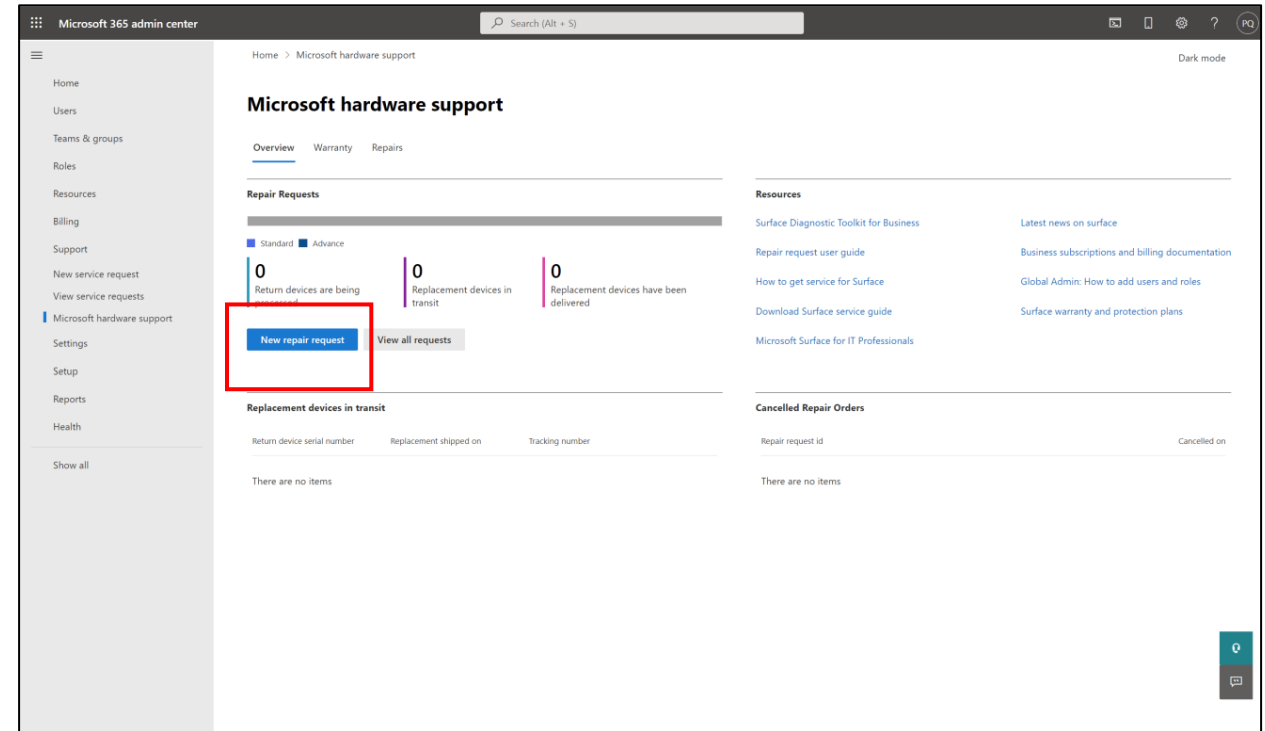 Microsoft 365 admin center
Search (Alt + S)
PQ
Home > Microsoft hardware support
Dark mode
Home
Users
Teams & groups
Roles
Resources
Billing
Support
New service request
View service requests
Microsoft hardware support
Settings
Setup
Reports
Health
Show all
Microsoft hardware support
Overview Warranty Repairs
Repair Requests
Standard Advance
0
Return devices are being
processed
0
Replacement devices in
transit
0
Replacement devices have been
delivered
New repair request View all requests
Resources
Surface Diagnostic Toolkit for Business
Repair request user guide
How to get service for Surface
Download Surface service guide
Microsoft Surface for IT Professionals
Latest news on surface
Business subscriptions and billing documentation
Global Admin: How to add users and roles
Surface warranty and protection plans
Replacement devices in transit
Return device serial number Replacement shipped on Tracking number
There are no items
Cancelled Repair Orders
Repair request id Cancelled on
There are no items